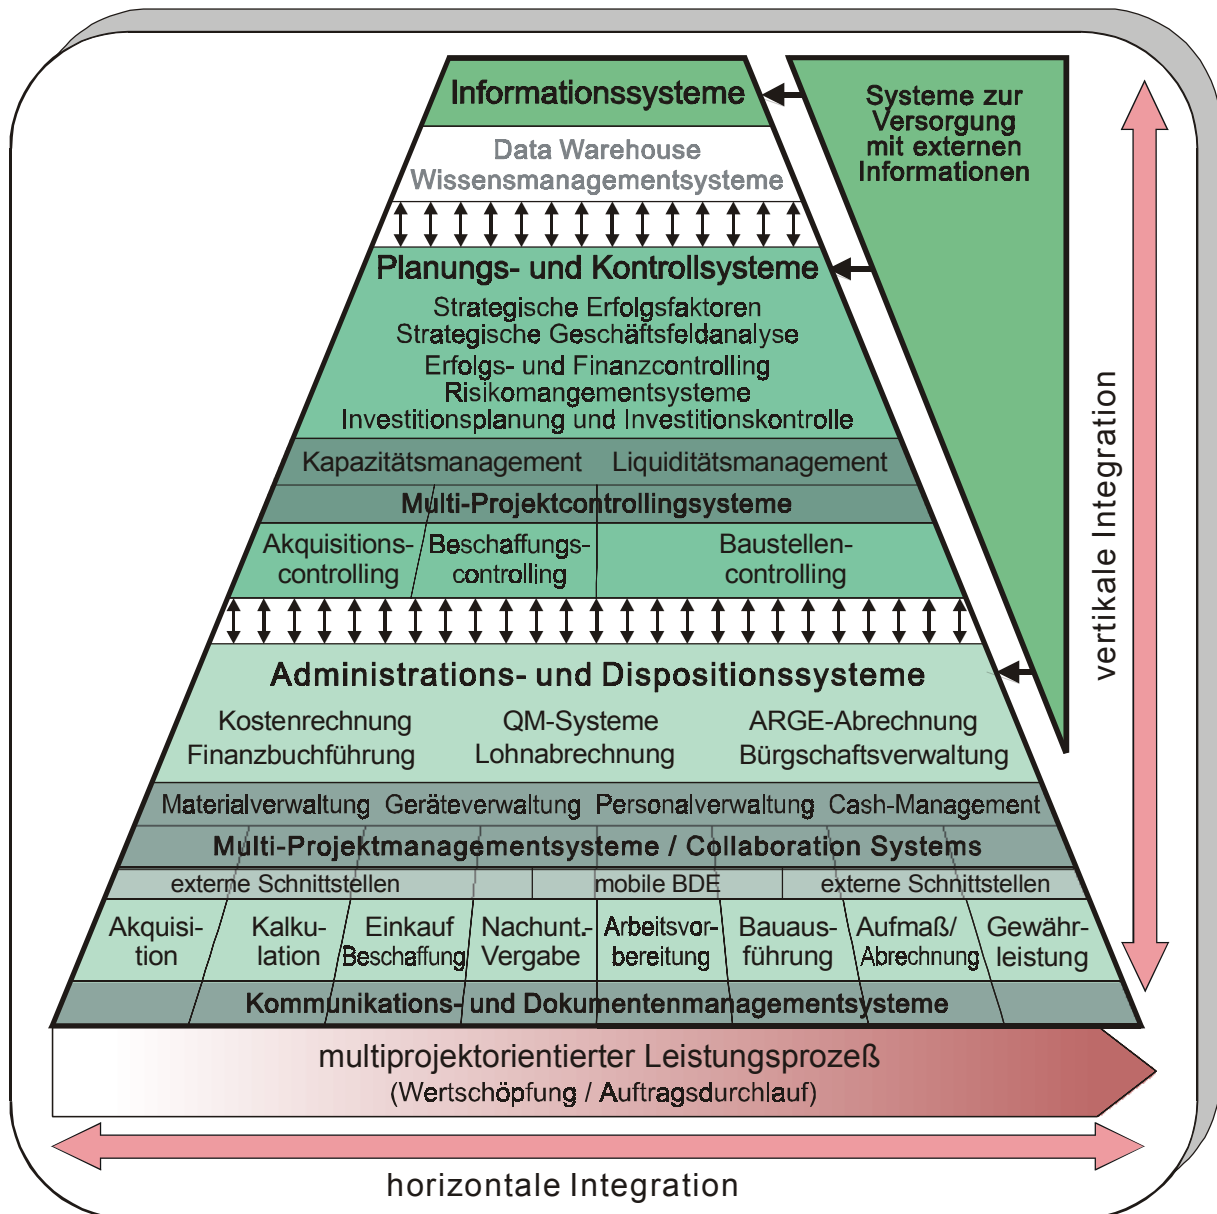 Informationssysteme
Data Warehouse
Wissensmanagementsysteme
Systeme zur
Versorgung
mit externen
Informationen
Planungs- und Kontrollsysteme
Strategische Erfolgsfaktoren
Strategische Geschäftsfeldanalyse
Erfolgs- und Finanzcontrolling
Risikomangementsysteme
Investitionsplanung und Investitionskontrolle
Kapazitätsmanagement Liquiditätsmanagement
Multi-Projektcontrollingsysteme
Akquisitions-
controlling
Beschaffungs-
controlling
Baustellen-
controlling
Administrations- und Dispositionssysteme
Kostenrechnung QM-Systeme ARGE-Abrechnung
Finanzbuchführung Lohnabrechnung Bürgschaftsverwaltung
Materialverwaltung Geräteverwaltung Personalverwaltung Cash-Management
Multi-Projektmanagementsysteme / Collaboration Systems
externe Schnittstellen mobile BDE externe Schnittstellen
Akquisi-
tion
Kalku-
lation
Einkauf
Beschaffung
Nachunt.-
Vergabe
Arbeitsvor-
bereitung
Bauaus-
führung
Aufmaß/
Abrechnung
Gewähr-
leistung
Kommunikations- und Dokumentenmanagementsysteme
multiprojektorientierter Leistungsprozeß
(Wertschöpfung / Auftragsdurchlauf)
horizontale Integration
vertikale Integration